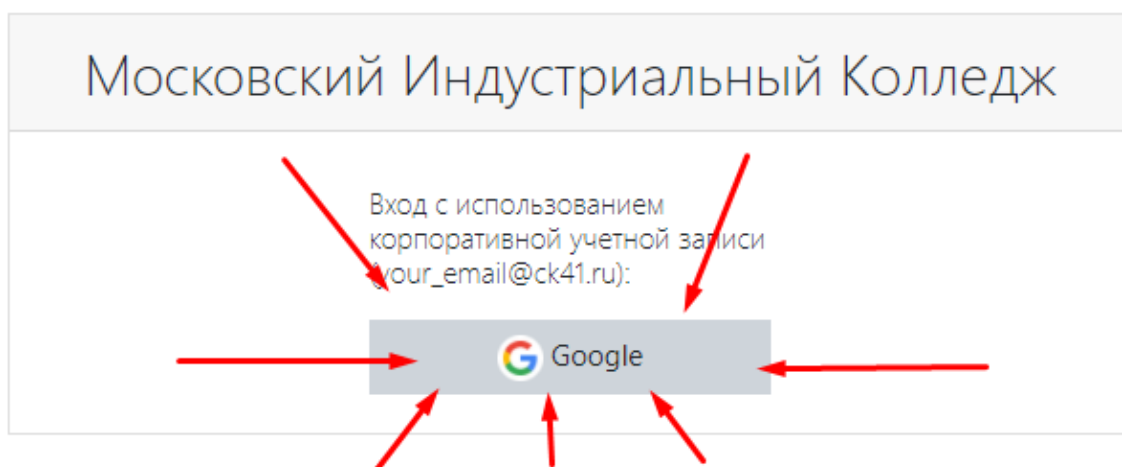 Московский Индустриальный Колледж
Вход с использованием
корпоративной учетной записи
(your_email@ck41.ru):
Google